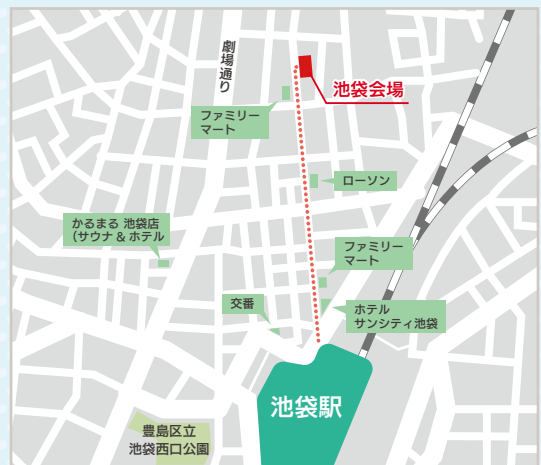 劇場通り
池袋会場
ファミリー
マート
ローソン
かるまる 池袋店
(サウナ & ホテル
ファミリー
マート
交番
ホテル
サンシティ池袋
池袋駅
豊島区立
池袋西口公園